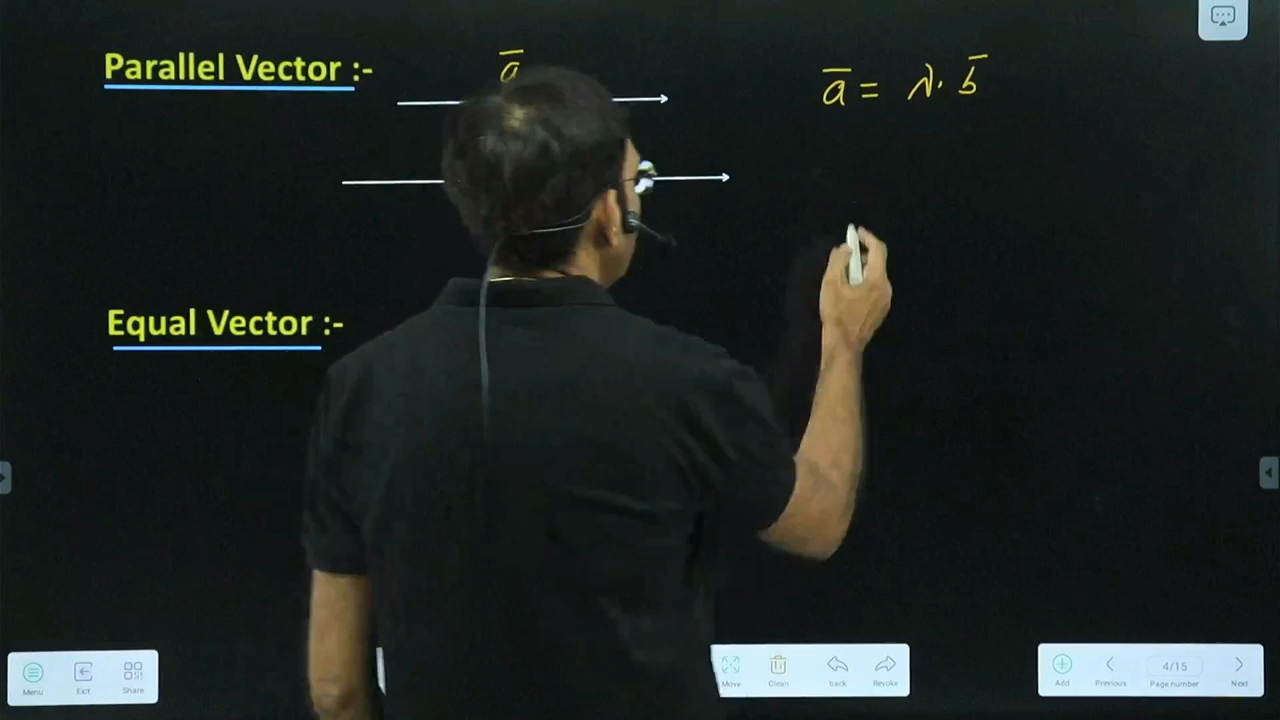 Parallel Vector :-
a̅
a̅ = λ. b̅
Equal Vector :-
Menu Exit Share Move Clean back Revoke Add Previous 4/15 Page number Next